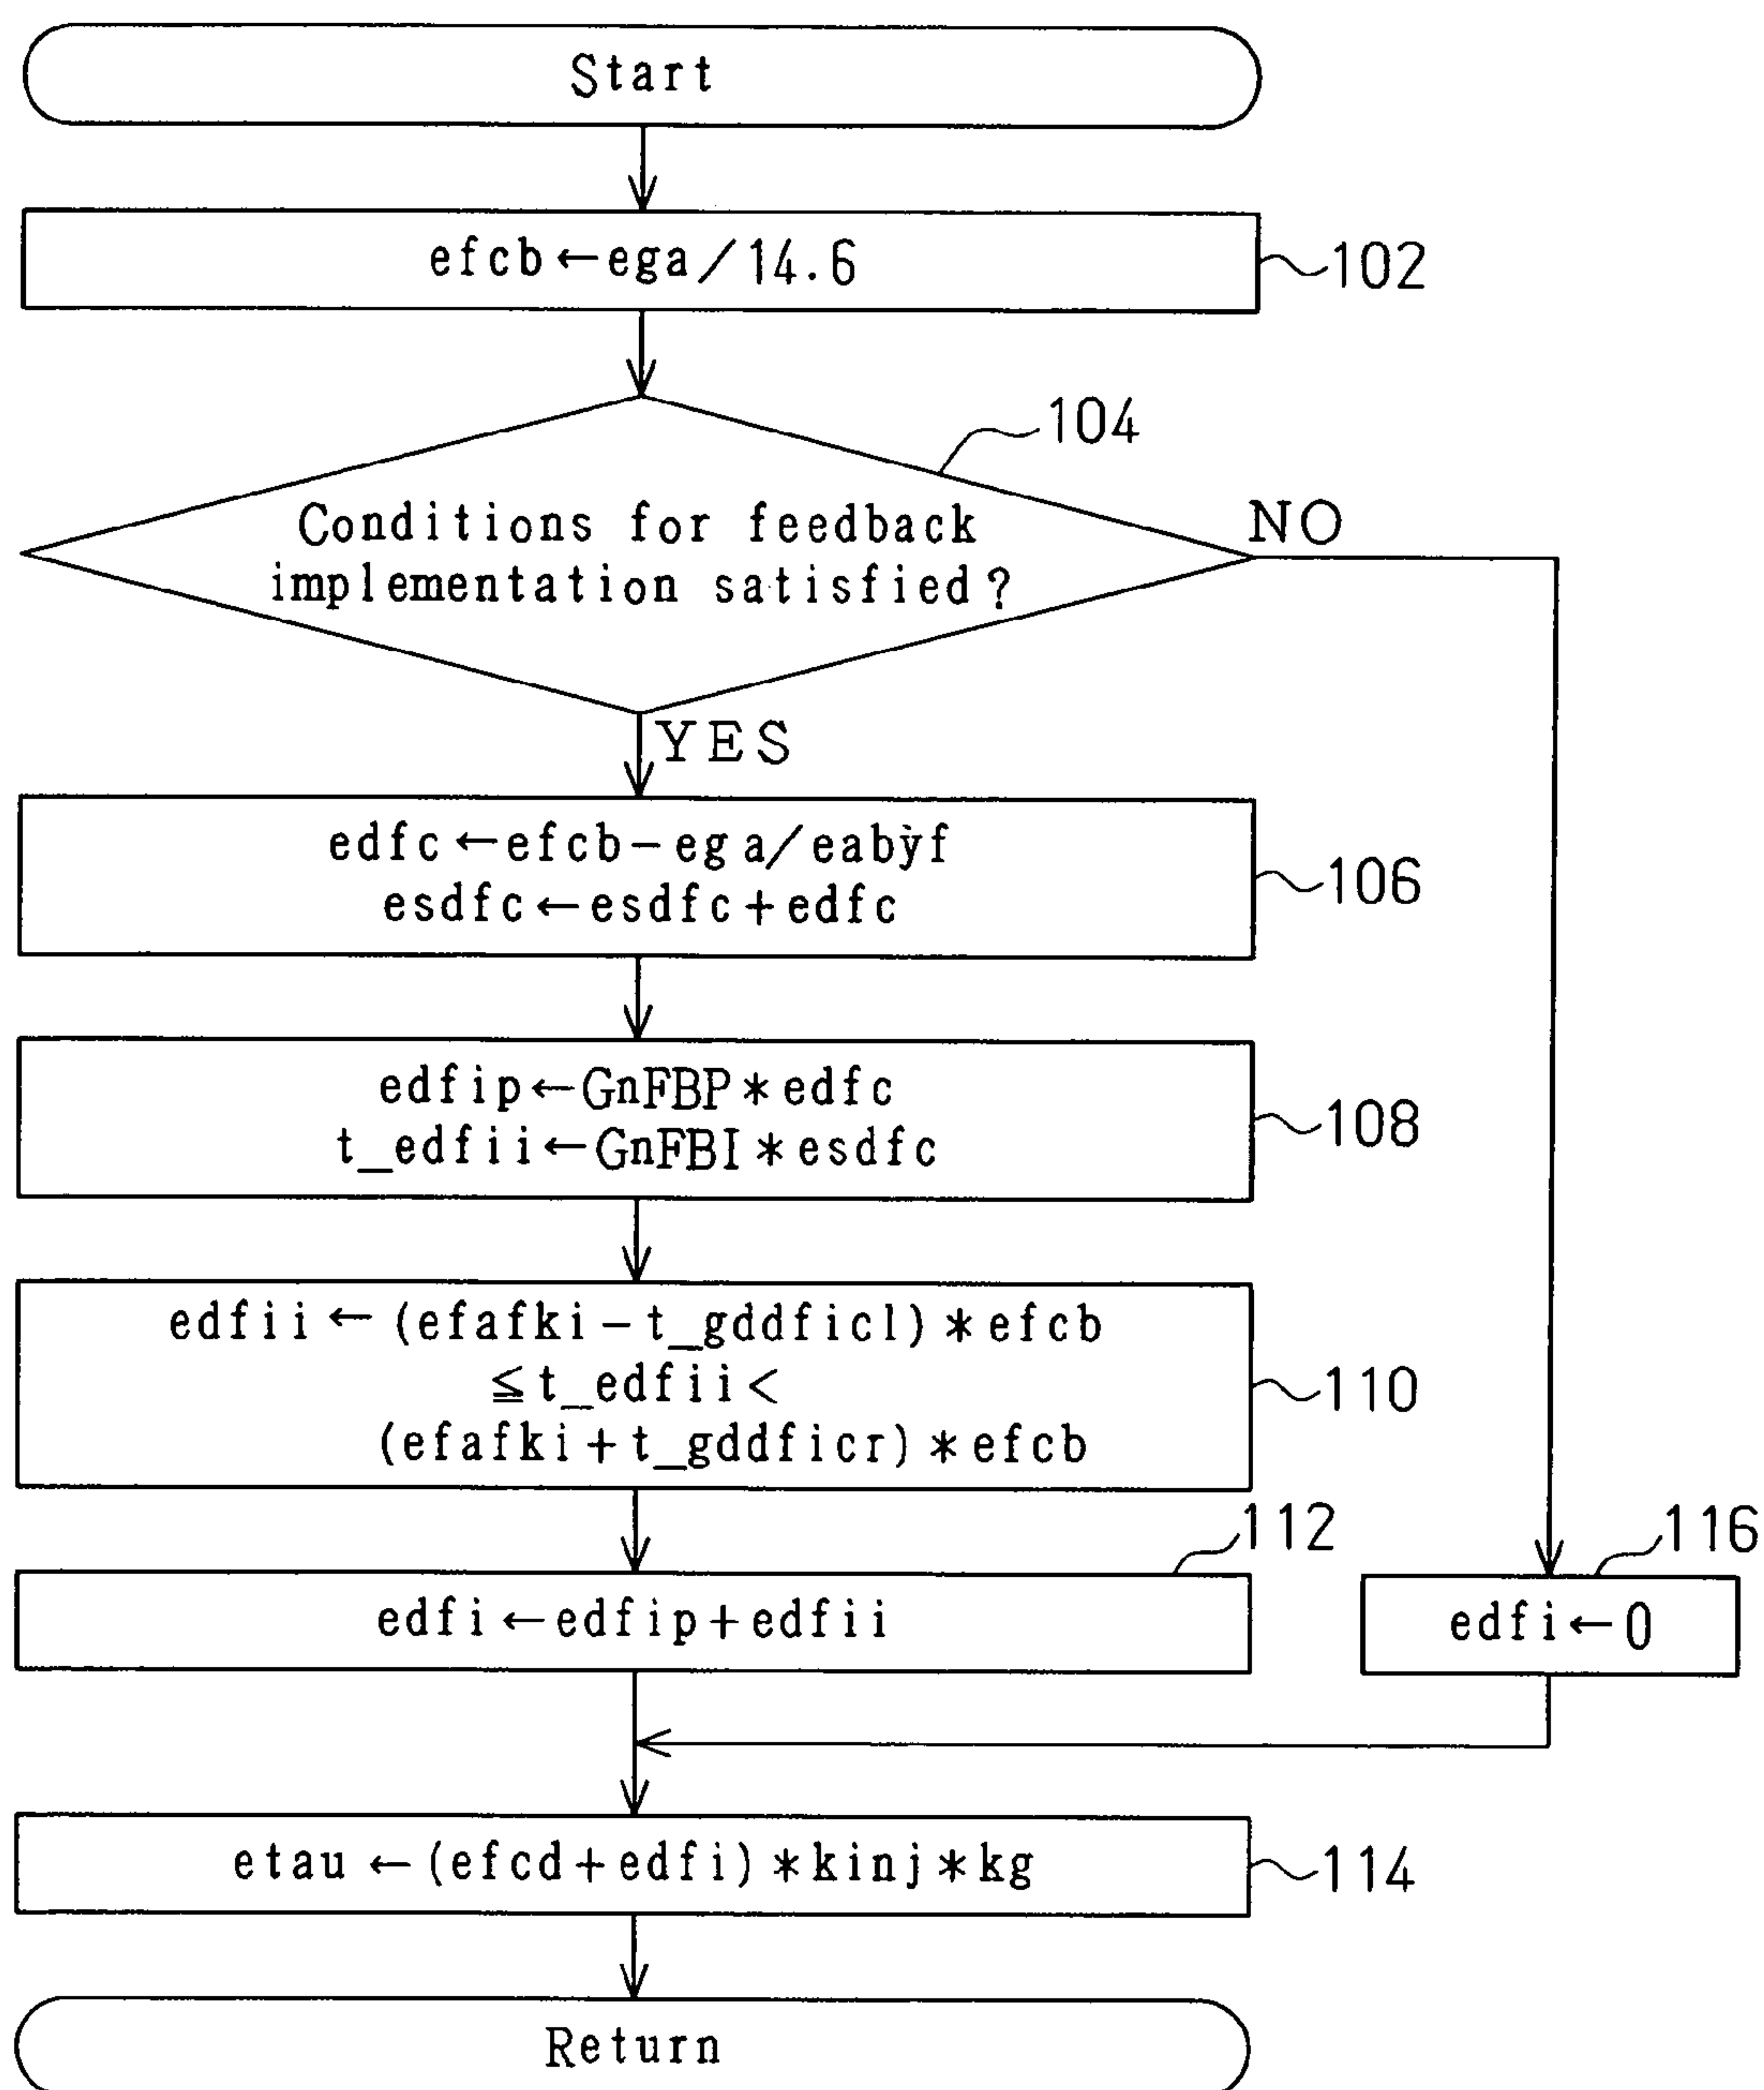 Start
efcb←ega/14.6
102
104
Conditions for feedback
implementation satisfied?
NO
YES
edfc←efcb-ega/eabyf
esdfc←esdfc+edfc
106
edfip←GnFBP*edfc
t_edfii←GnFBI*esdfc
108
edfii←(efafki-t_gddficl)*efcb
≦t_edfii<
(efafki+t_gddficr)*efcb
110
112
edfi←edfip+edfii
116
edfi←0
etau←(efcd+edfi)*kinj*kg
114
Return